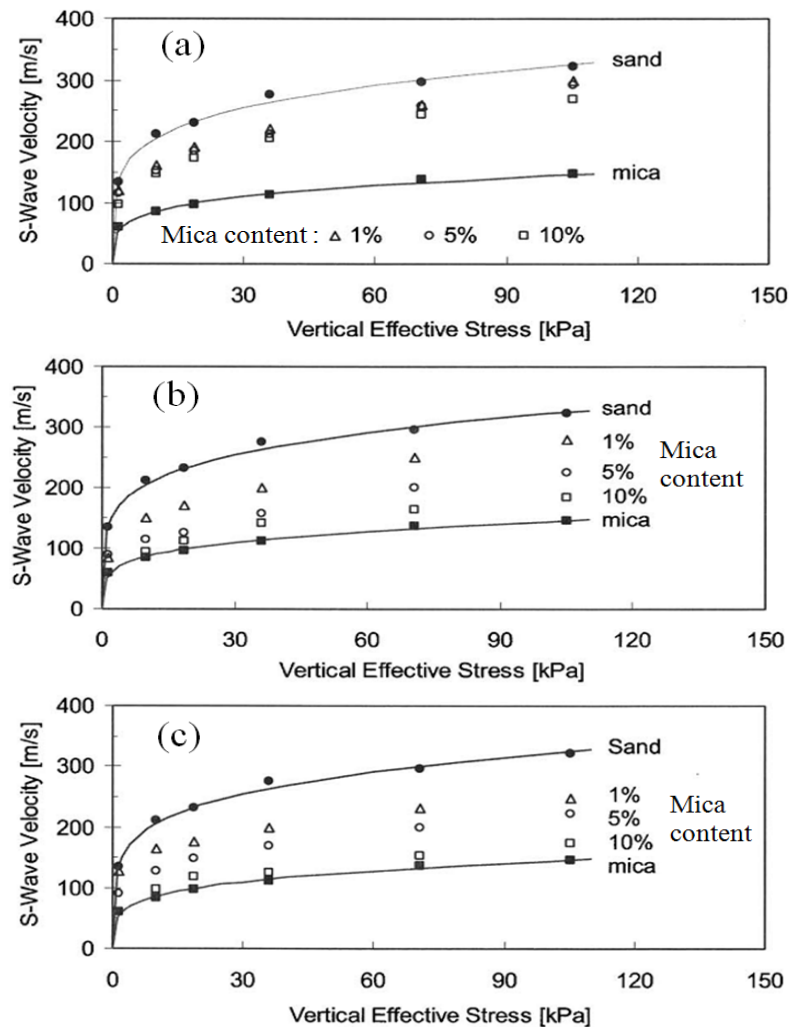 400
(a)
sand
300
200
mica
100
Mica content : 1% 5% 10%
0
0 30 60 90 120 150
S-Wave Velocity [m/s]
Vertical Effective Stress [kPa]
400
(b)
sand
300
1%
Mica
5%
content
200
10%
mica
100
0
0 30 60 90 120 150
S-Wave Velocity [m/s]
Vertical Effective Stress [kPa]
400
(c)
Sand
300
1%
Mica
5%
content
200
10%
mica
100
0
0 30 60 90 120 150
S-Wave Velocity [m/s]
Vertical Effective Stress [kPa]